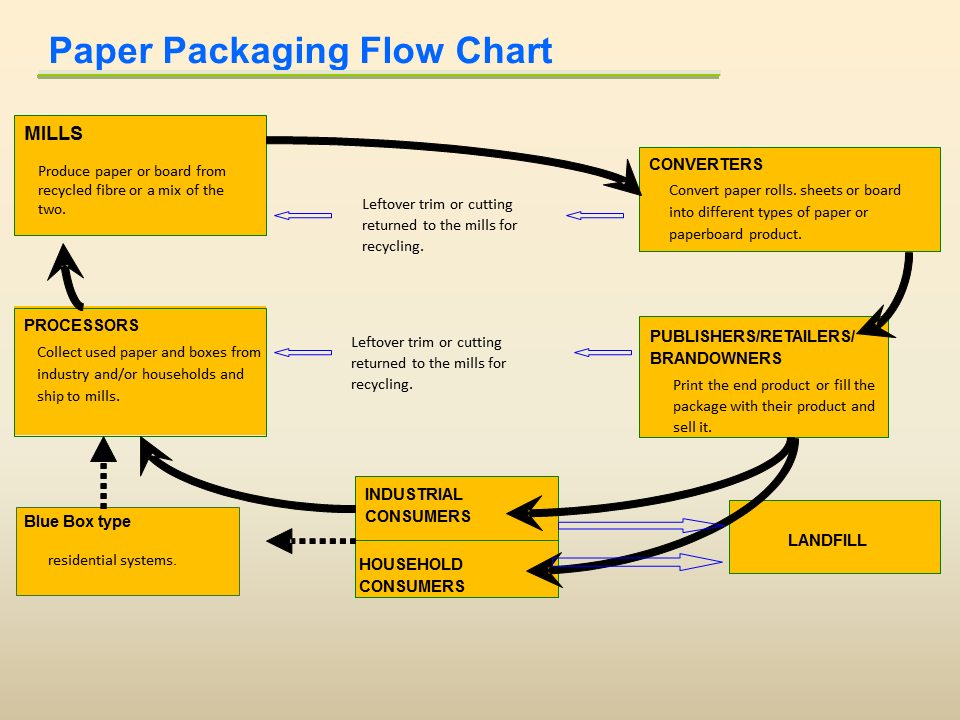 Paper Packaging Flow Chart
MILLS
Produce paper or board from
recycled fibre or a mix of the
two.
CONVERTERS
Convert paper rolls. sheets or board
into different types of paper or
paperboard product.
Leftover trim or cutting
returned to the mills for
recycling.
PROCESSORS
Collect used paper and boxes from
industry and/or households and
ship to mills.
Leftover trim or cutting
returned to the mills for
recycling.
PUBLISHERS/RETAILERS/
BRANDOWNERS
Print the end product or fill the
package with their product and
sell it.
INDUSTRIAL
CONSUMERS
HOUSEHOLD
CONSUMERS
Blue Box type
residential systems.
LANDFILL